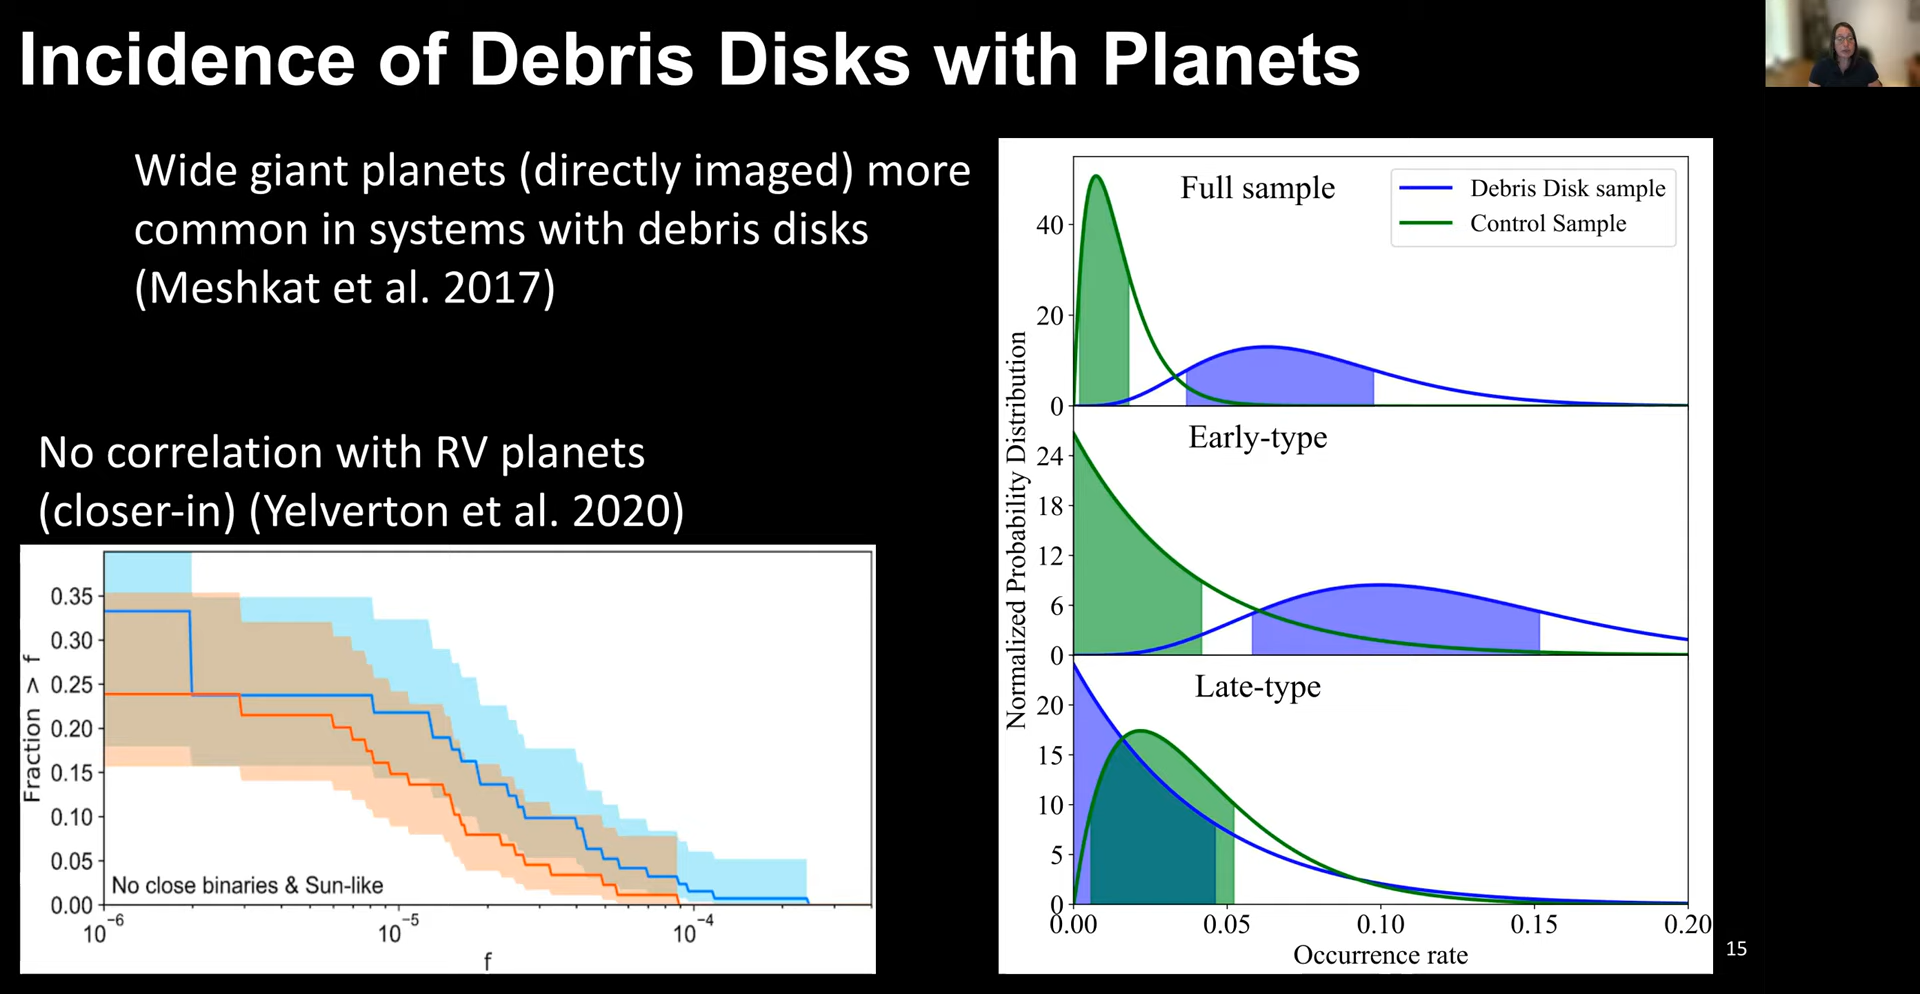 Incidence of Debris Disks with Planets
Wide giant planets (directly imaged) more
common in systems with debris disks
(Meshkat et al. 2017)
No correlation with RV planets
(closer-in) (Yelverton et al. 2020)
Fraction > f
0.35
0.30
0.25
0.20
0.15
0.10
0.05
0.00
No close binaries & Sun-like
10⁻⁶ 10⁻⁵ 10⁻⁴
f
Normalized Probability Distribution
Full sample
Debris Disk sample
Control Sample
40
20
0
Early-type
24
18
12
6
0
Late-type
20
15
10
5
0
0.00 0.05 0.10 0.15 0.20
Occurrence rate
15